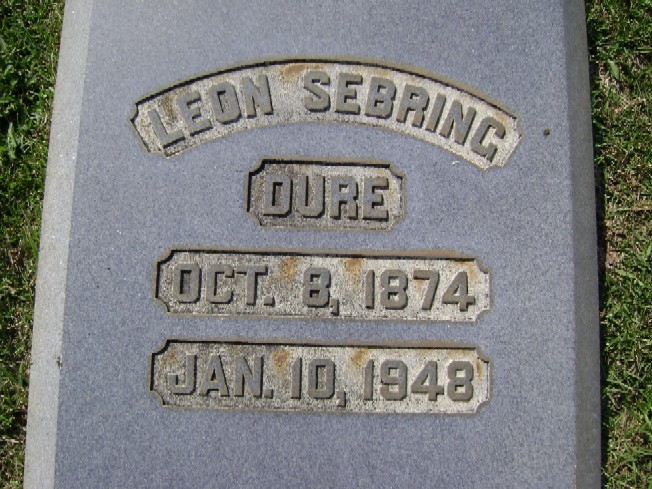 LEON SEBRING
DURE
OCT. 8, 1874
JAN. 10, 1948